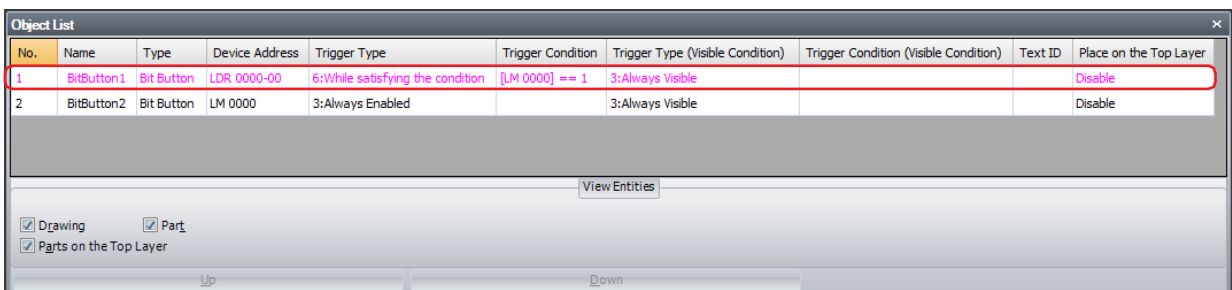 Object List ×
No. Name Type Device Address Trigger Type Trigger Condition Trigger Type (Visible Condition) Trigger Condition (Visible Condition) Text ID Place on the Top Layer
1 BitButton1 Bit Button LDR 0000-00 6:While satisfying the condition [LM 0000] == 1 3:Always Visible Disable
2 BitButton2 Bit Button LM 0000 3:Always Enabled 3:Always Visible Disable
View Entities
Drawing Part
Parts on the Top Layer
Up Down